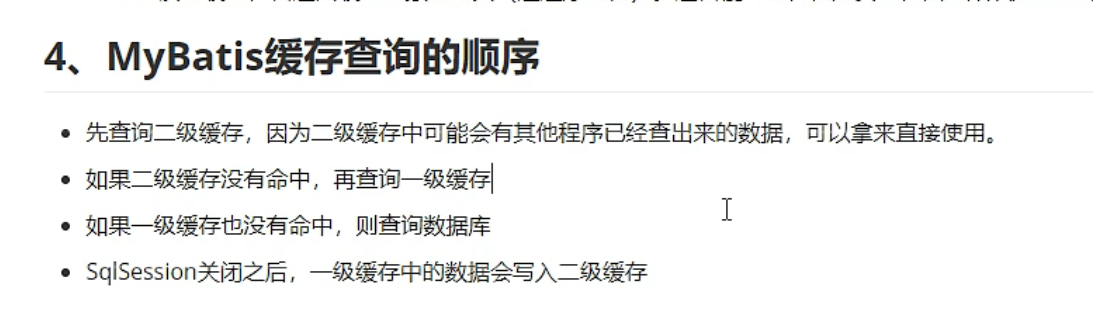 4、MyBatis缓存查询的顺序
先查询二级缓存，因为二级缓存中可能会有其他程序已经查出来的数据，可以拿来直接使用。
如果二级缓存没有命中，再查询一级缓存
如果一级缓存也没有命中，则查询数据库
SqlSession关闭之后，一级缓存中的数据会写入二级缓存